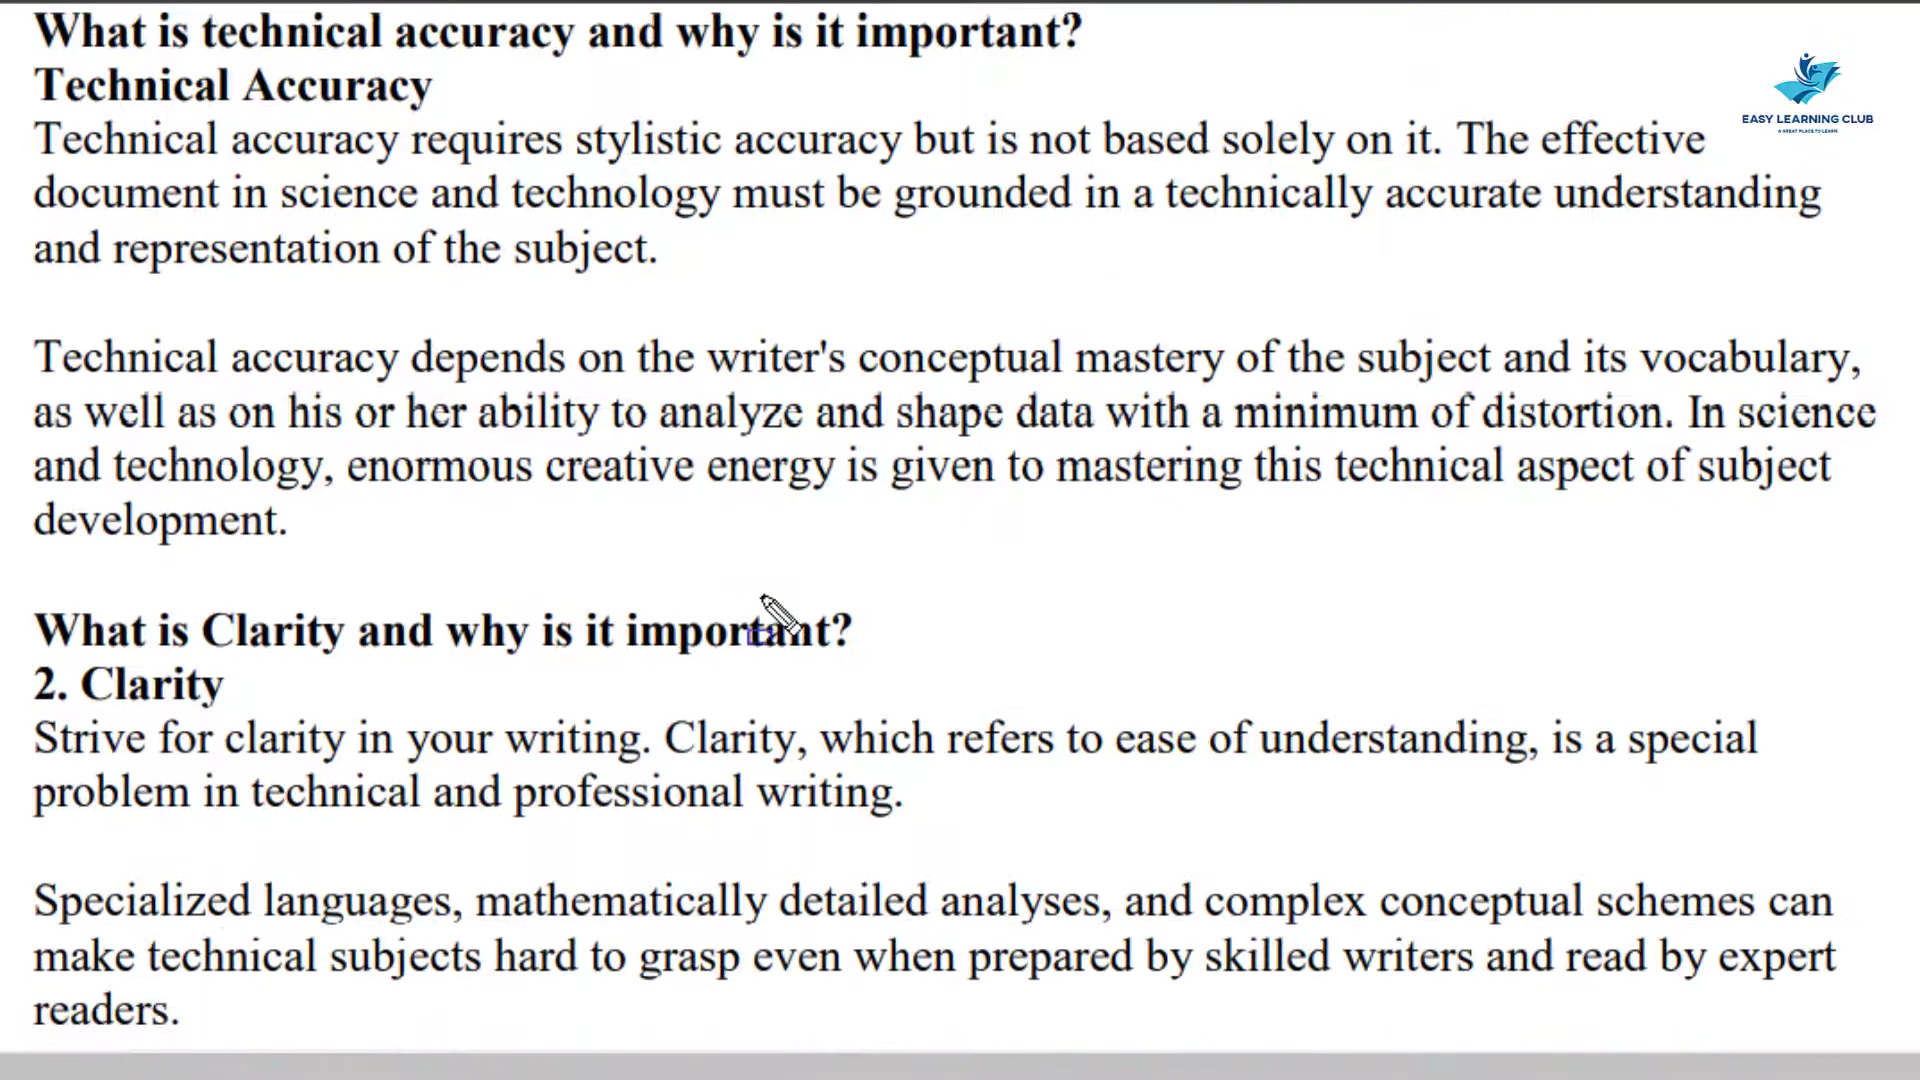 What is technical accuracy and why is it important?
Technical Accuracy
Technical accuracy requires stylistic accuracy but is not based solely on it. The effective
document in science and technology must be grounded in a technically accurate understanding
and representation of the subject.
Technical accuracy depends on the writer's conceptual mastery of the subject and its vocabulary,
as well as on his or her ability to analyze and shape data with a minimum of distortion. In science
and technology, enormous creative energy is given to mastering this technical aspect of subject
development.
What is Clarity and why is it important?
2. Clarity
Strive for clarity in your writing. Clarity, which refers to ease of understanding, is a special
problem in technical and professional writing.
Specialized languages, mathematically detailed analyses, and complex conceptual schemes can
make technical subjects hard to grasp even when prepared by skilled writers and read by expert
readers.
EASY LEARNING CLUB
A GREAT PLACE TO LEARN